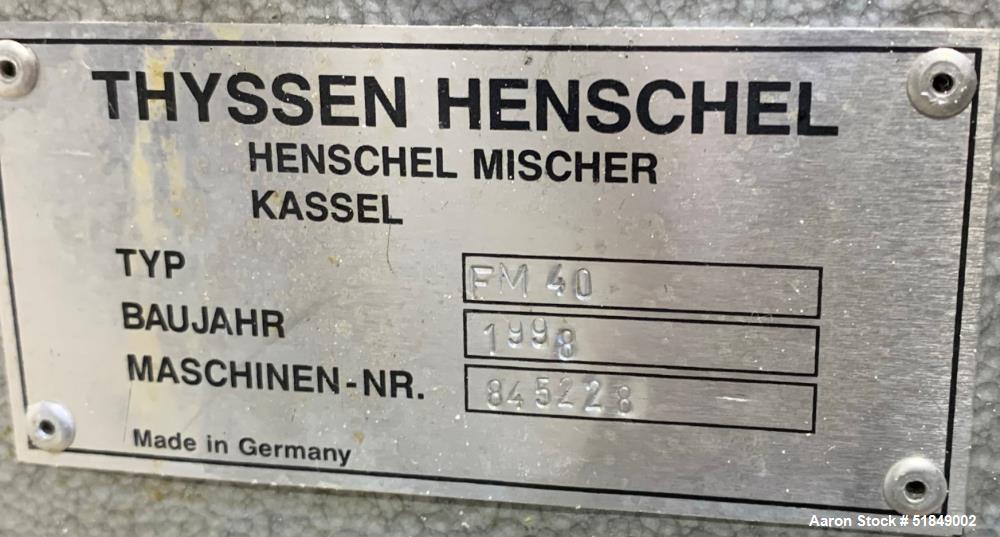 THYSSEN HENSCHEL
HENSCHEL MISCHER
KASSEL
TYP FM 40
BAUJAHR 1998
MASCHINEN-NR. 845228
Made in Germany
Aaron Stock # 51849002